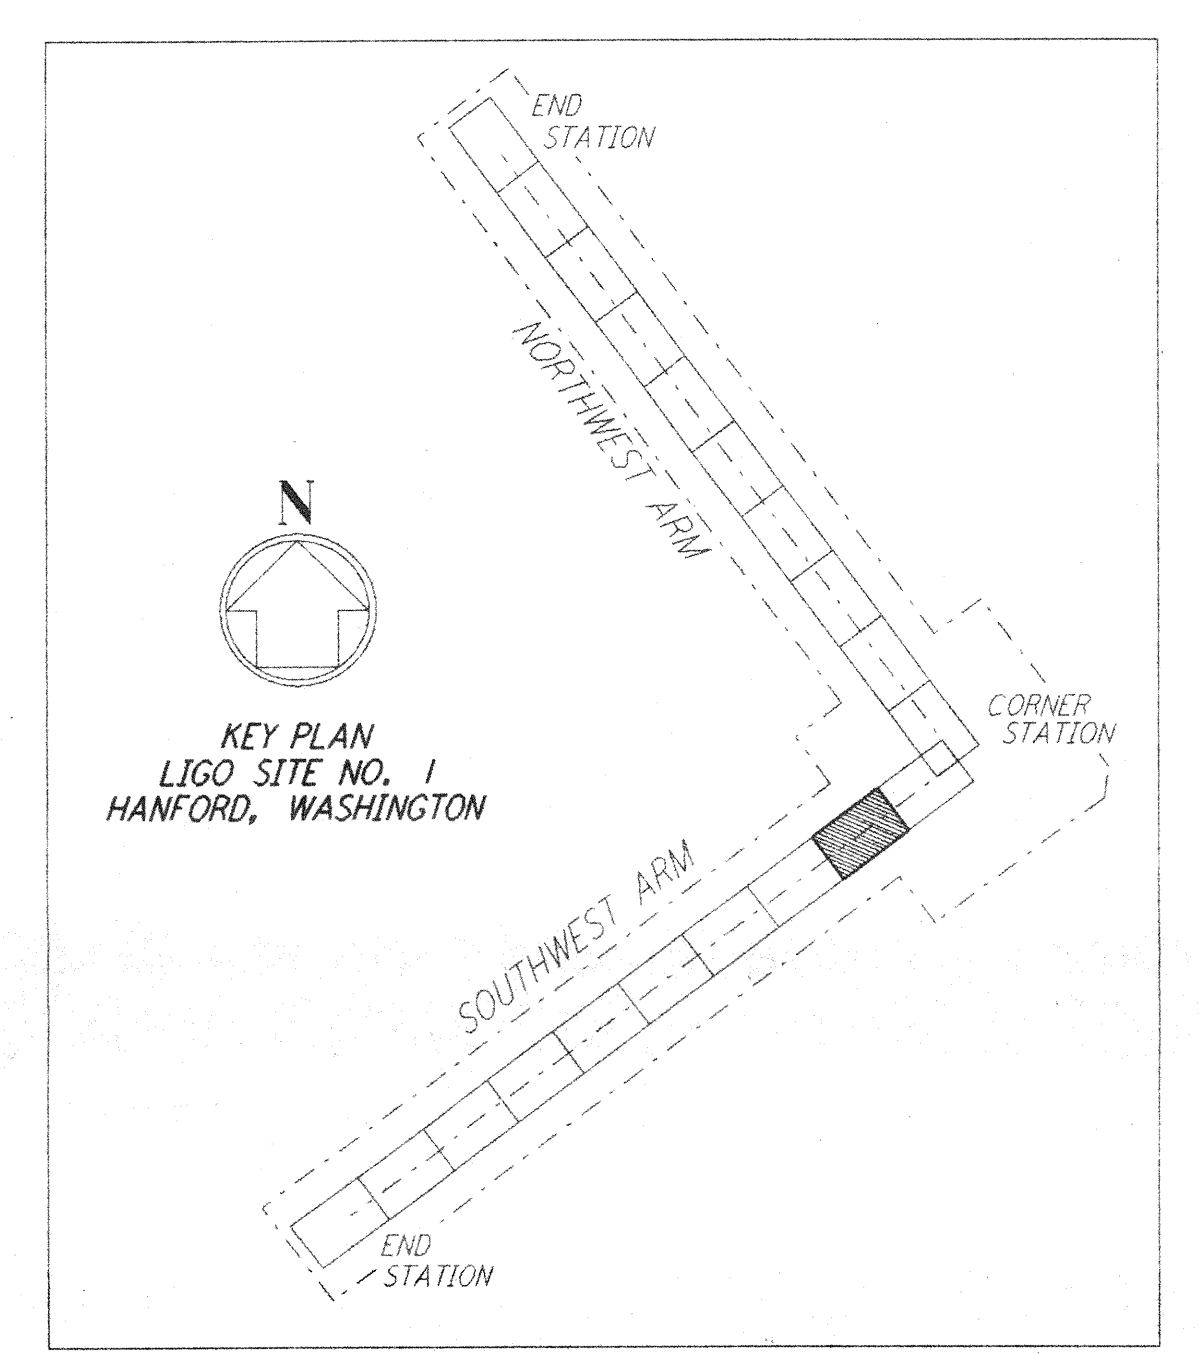 END
STATION
NORTHWEST ARM
N
CORNER
STATION
KEY PLAN
LIGO SITE NO. 1
HANFORD, WASHINGTON
SOUTHWEST ARM
END
STATION